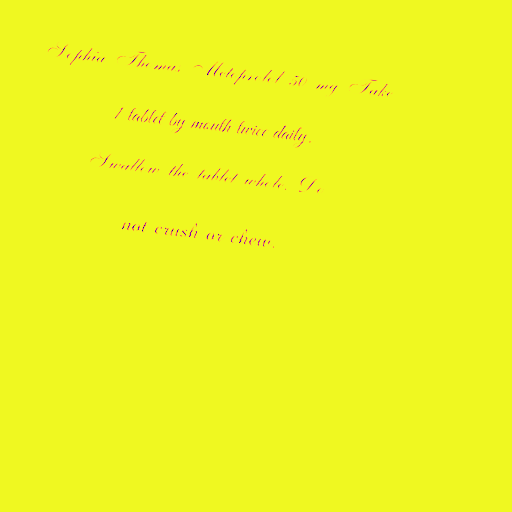 Sophia Thomas, Metoprolol 50 mg Take
1 tablet by mouth twice daily.
Swallow the tablet whole. Do
not crush or chew.